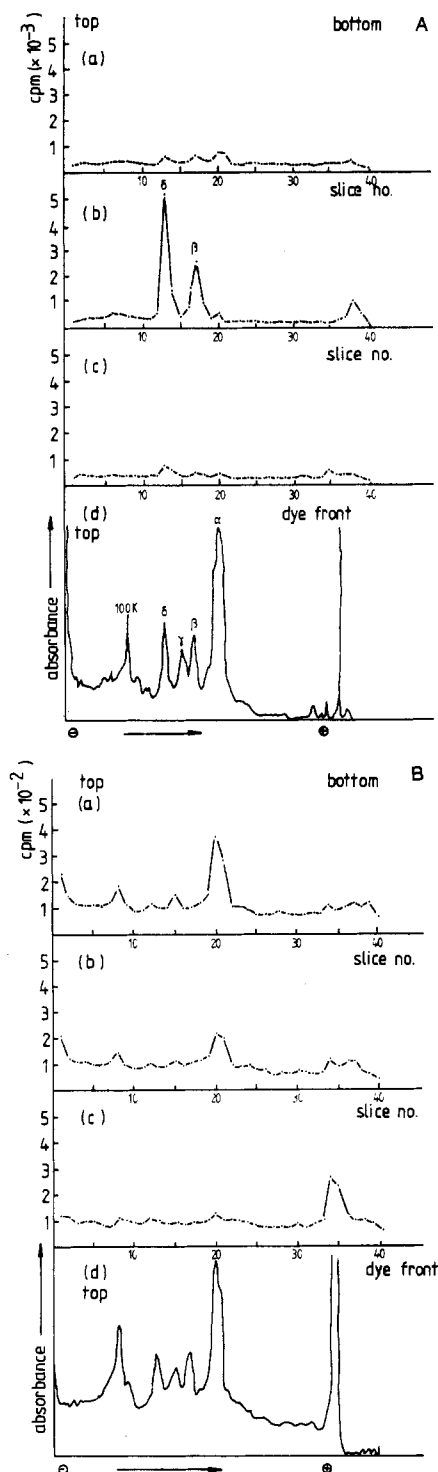 top bottom A
cpm (×10⁻³)
(a)
5
4
3
2
1
10 20 30 40
slice no.
(b)
δ
β
5
4
3
2
1
10 20 30 40
slice no.
(c)
5
4
3
2
1
10 20 30 40
(d) dye front
top
absorbance
100K
δ
γ
β
α
⊖ ⊕
top bottom B
cpm (×10⁻²)
(a)
5
4
3
2
1
10 20 30 40
slice no.
(b)
5
4
3
2
1
10 20 30 40
slice no.
(c)
5
4
3
2
1
10 20 30 40
(d) dye front
top
absorbance
⊖ ⊕